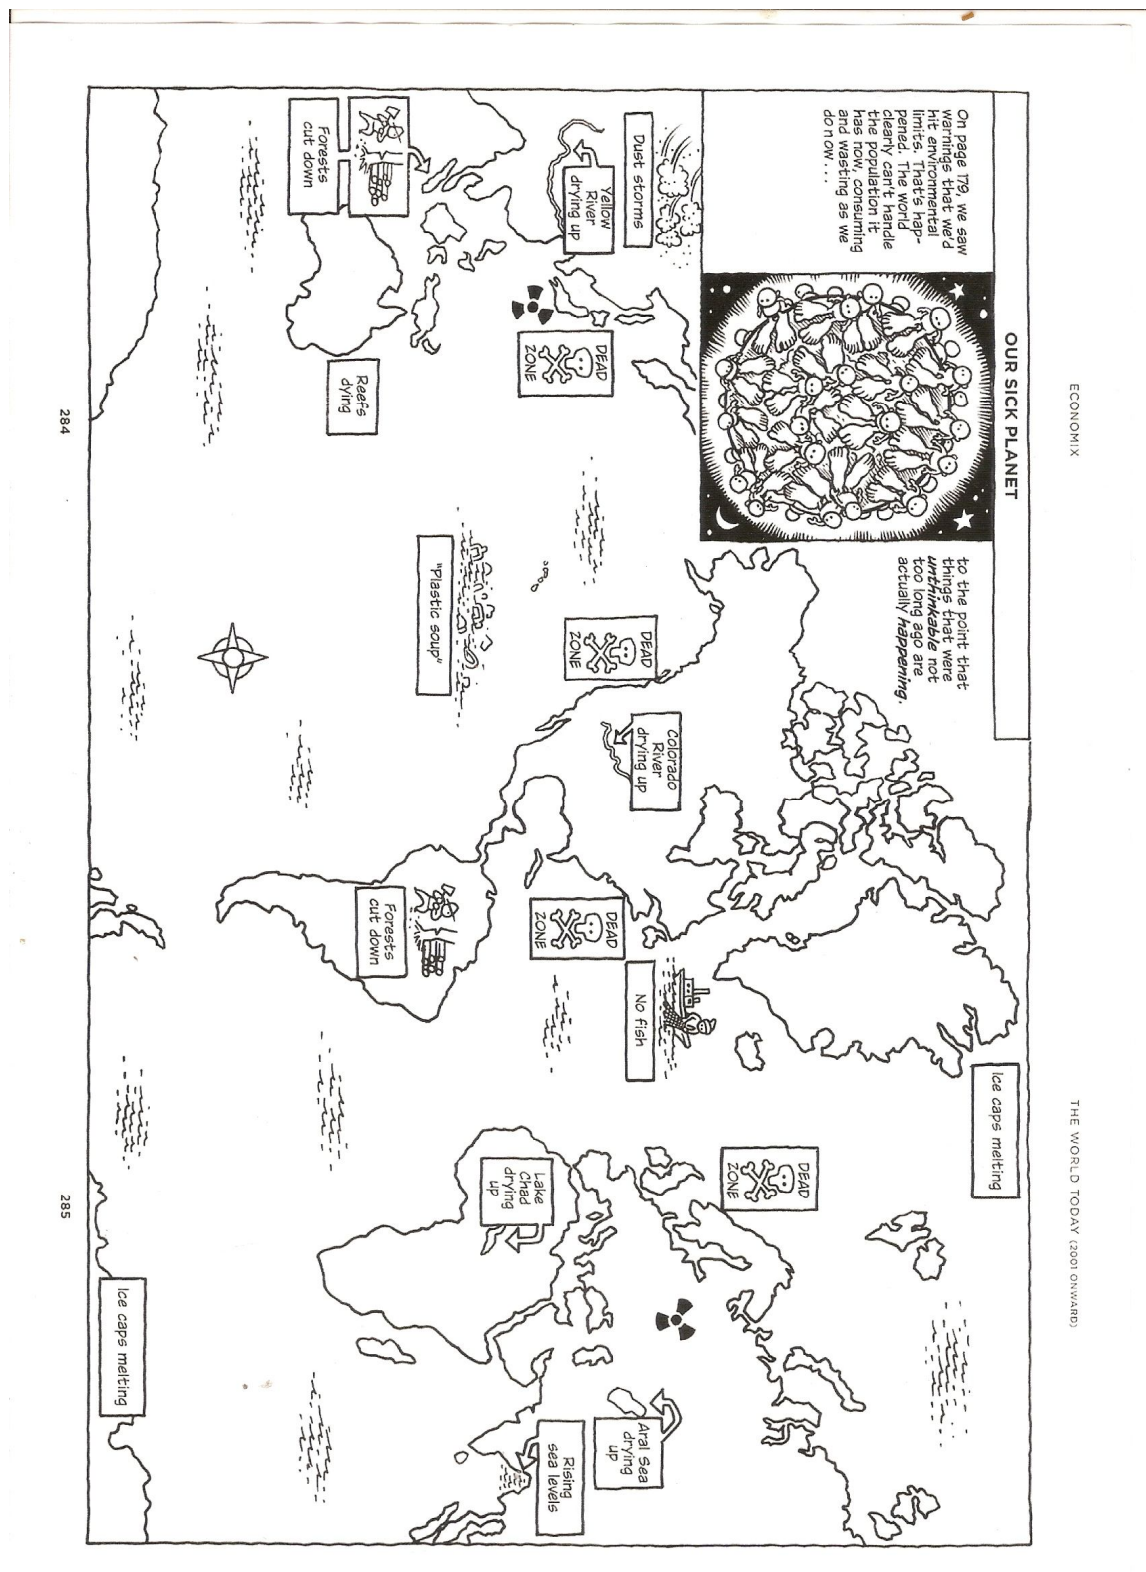 ECONOMIX
THE WORLD TODAY (2001 ONWARD)
OUR SICK PLANET
On page 179, we saw
warnings that we'd
hit environmental
limits. That's hap-
pened. The world
clearly can't handle
the population it
has now, consuming
and wasting as we
do now...
to the point that
things that were
unthinkable not
too long ago are
actually happening.
Dust storms
Yellow
River
drying up
Forests
cut down
DEAD
ZONE
Reefs
dying
"Plastic soup"
DEAD
ZONE
Colorado
River
drying up
DEAD
ZONE
Forests
cut down
No fish
Ice caps melting
DEAD
ZONE
Lake
Chad
drying
up
Aral Sea
drying
up
Rising
sea levels
Ice caps melting
284
285